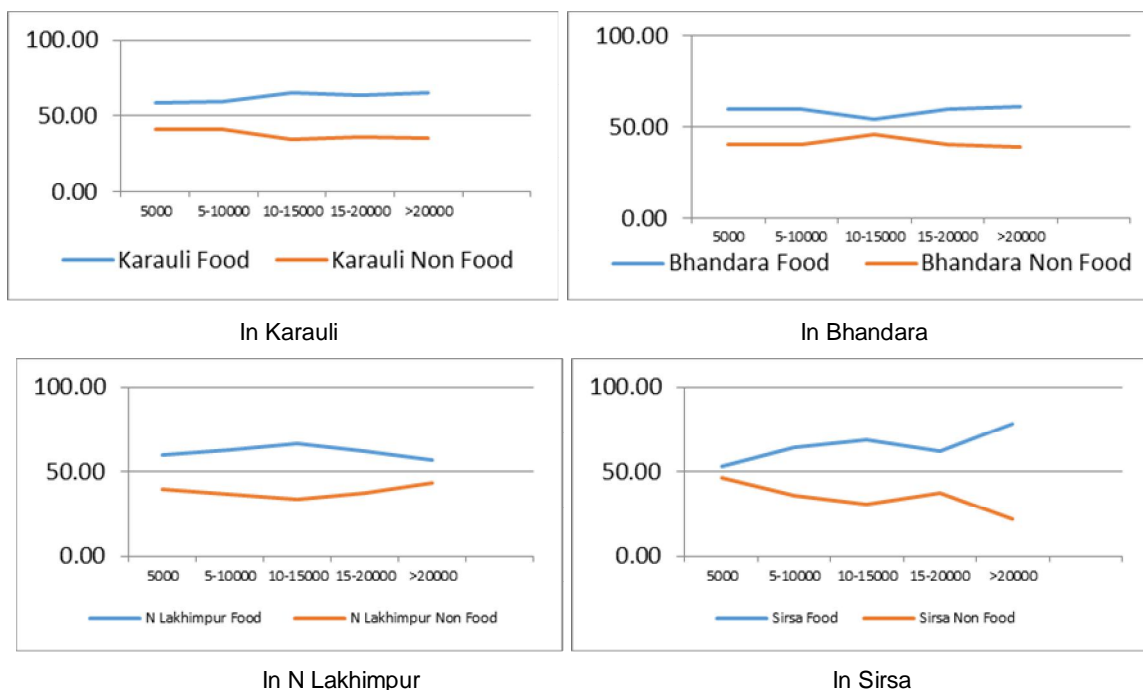 100.00
50.00
0.00
5000 5-10000 10-15000 15-20000 >20000
Karauli Food Karauli Non Food
In Karauli
100.00
50.00
0.00
5000 5-10000 10-15000 15-20000 >20000
Bhandara Food Bhandara Non Food
In Bhandara
100.00
50.00
0.00
5000 5-10000 10-15000 15-20000 >20000
N Lakhimpur Food N Lakhimpur Non Food
In N Lakhimpur
100.00
50.00
0.00
5000 5-10000 10-15000 15-20000 >20000
Sirsa Food Sirsa Non Food
In Sirsa